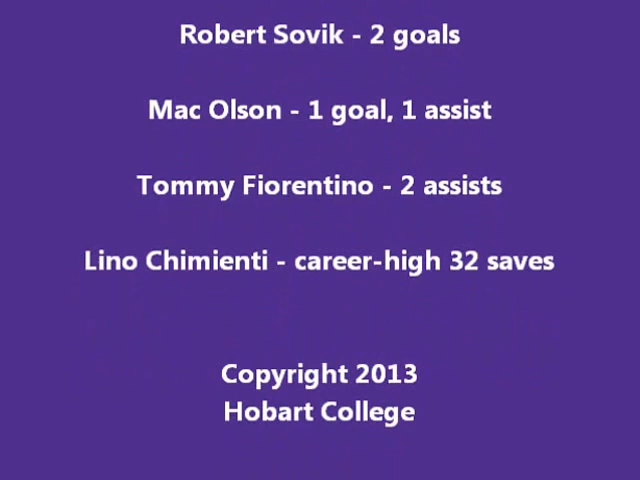 Robert Sovik - 2 goals
Mac Olson - 1 goal, 1 assist
Tommy Fiorentino - 2 assists
Lino Chimienti - career-high 32 saves
Copyright 2013
Hobart College